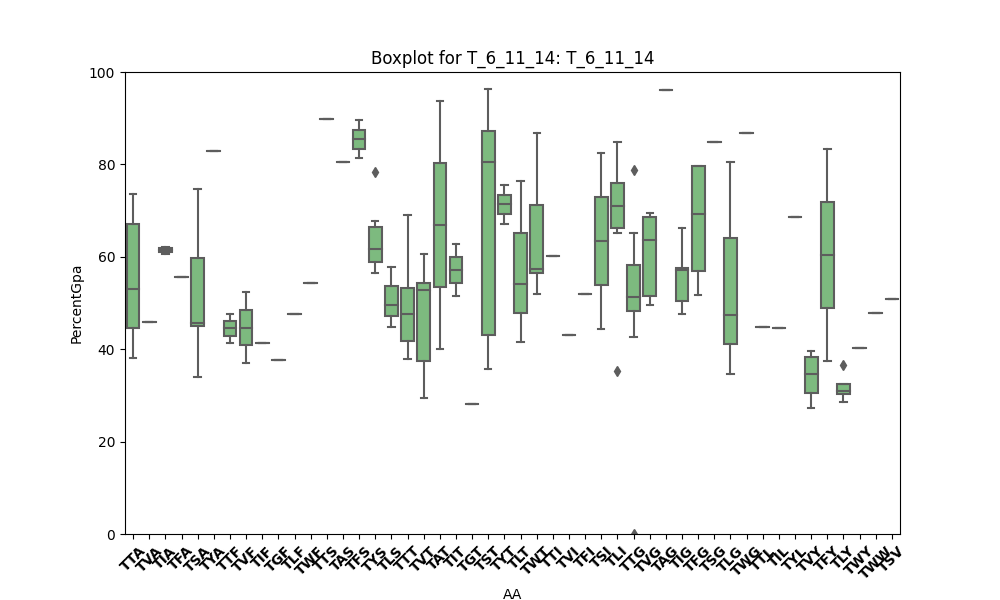 Boxplot for T_6_11_14: T_6_11_14
PercentGpa
100
80
60
40
20
0
TTA TVA TIA TFA TSA TYA TTF TVF TIF TGF TLF TWF TTS TAS TFS TYS TLS TTT TVT TAT TIT TGT TST TYT TLT TWT TTI TVI TFI TSI TLI TTG TVG TAG TIG TFG TSG TLG TWG TTL TIL TYL TVY TFY TLY TWY TWW TSV
AA